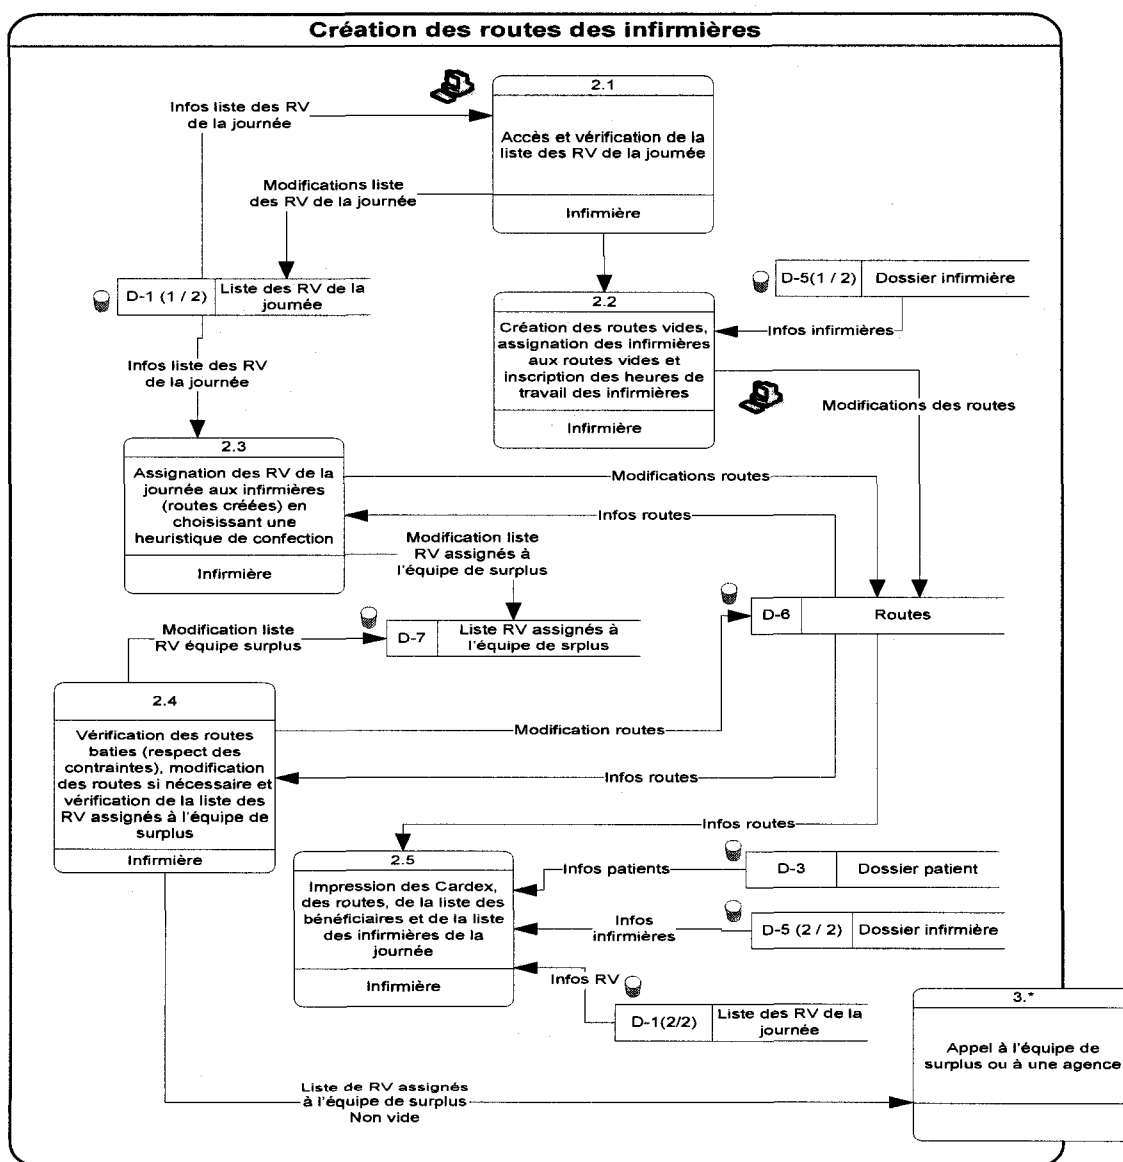 Création des routes des infirmières
2.1
Infos liste des RV
de la journée
Accès et vérification de la
liste des RV de la journée
Modifications liste
des RV de la journée
Infirmière
D-1 (1 / 2)
Liste des RV de la
journée
D-5(1 / 2)
Dossier infirmière
2.2
Création des routes vides,
assignation des infirmières
aux routes vides et
inscription des heures de
travail des infirmières
Infirmière
Infos infirmières
Infos liste des RV
de la journée
Modifications des routes
2.3
Assignation des RV de la
journée aux infirmières
(routes créées) en
choisissant une
heuristique de confection
Infirmière
Modifications routes
Infos routes
Modification liste
RV assignés à
l'équipe de surplus
D-6
Routes
Modification liste
RV équipe surplus
D-7
Liste RV assignés à
l'équipe de srplus
2.4
Vérification des routes
baties (respect des
contraintes), modification
des routes si nécessaire et
vérification de la liste des
RV assignés à l'équipe de
surplus
Infirmière
Modification routes
Infos routes
Infos routes
2.5
Impression des Cardex,
des routes, de la liste des
bénéficiaires et de la liste
des infirmières de la
journée
Infirmière
Infos patients
D-3
Dossier patient
Infos
infirmières
D-5 (2 / 2)
Dossier infirmière
Infos RV
D-1(2/2)
Liste des RV de la
journée
3.*
Appel à l'équipe de
surplus ou à une agence
Liste de RV assignés
à l'équipe de surplus
Non vide